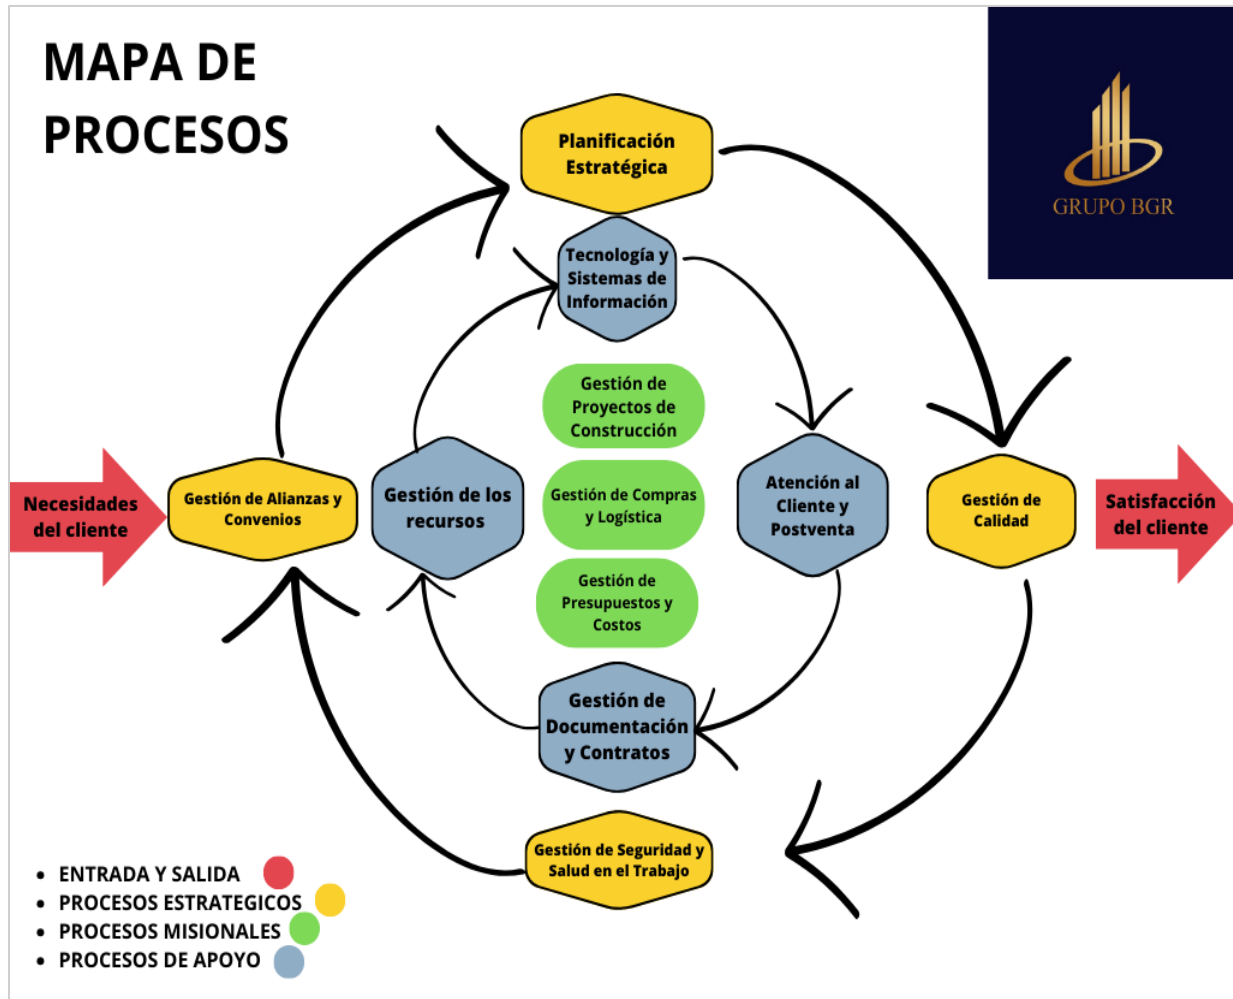 MAPA DE
PROCESOS
GRUPO BGR
Planificación
Estratégica
Tecnología y
Sistemas de
Información
Gestión de
Proyectos de
Construcción
Necesidades
del cliente
Gestión de Alianzas y
Convenios
Gestión de los
recursos
Gestión de Compras
y Logística
Atención al
Cliente y
Postventa
Gestión de
Calidad
Satisfacción
del cliente
Gestión de
Presupuestos y
Costos
Gestión de
Documentación
y Contratos
Gestión de Seguridad y
Salud en el Trabajo
• ENTRADA Y SALIDA
• PROCESOS ESTRATEGICOS
• PROCESOS MISIONALES
• PROCESOS DE APOYO